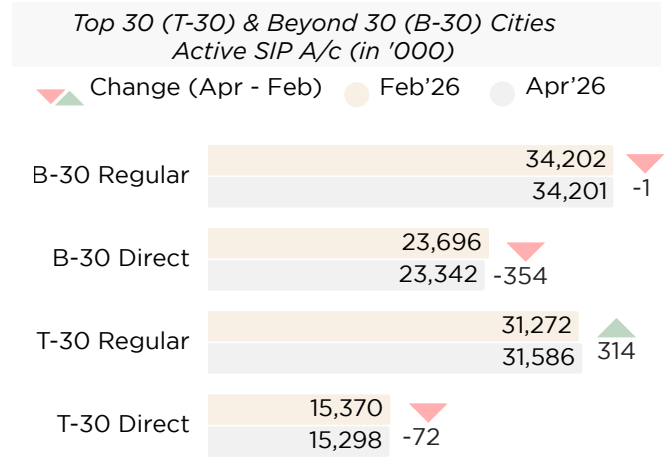 Top 30 (T-30) & Beyond 30 (B-30) Cities
Active SIP A/c (in '000)
Change (Apr - Feb) Feb’26 Apr’26
B-30 Regular
34,202
34,201
-1
B-30 Direct
23,696
23,342
-354
T-30 Regular
31,272
31,586
314
T-30 Direct
15,370
15,298
-72